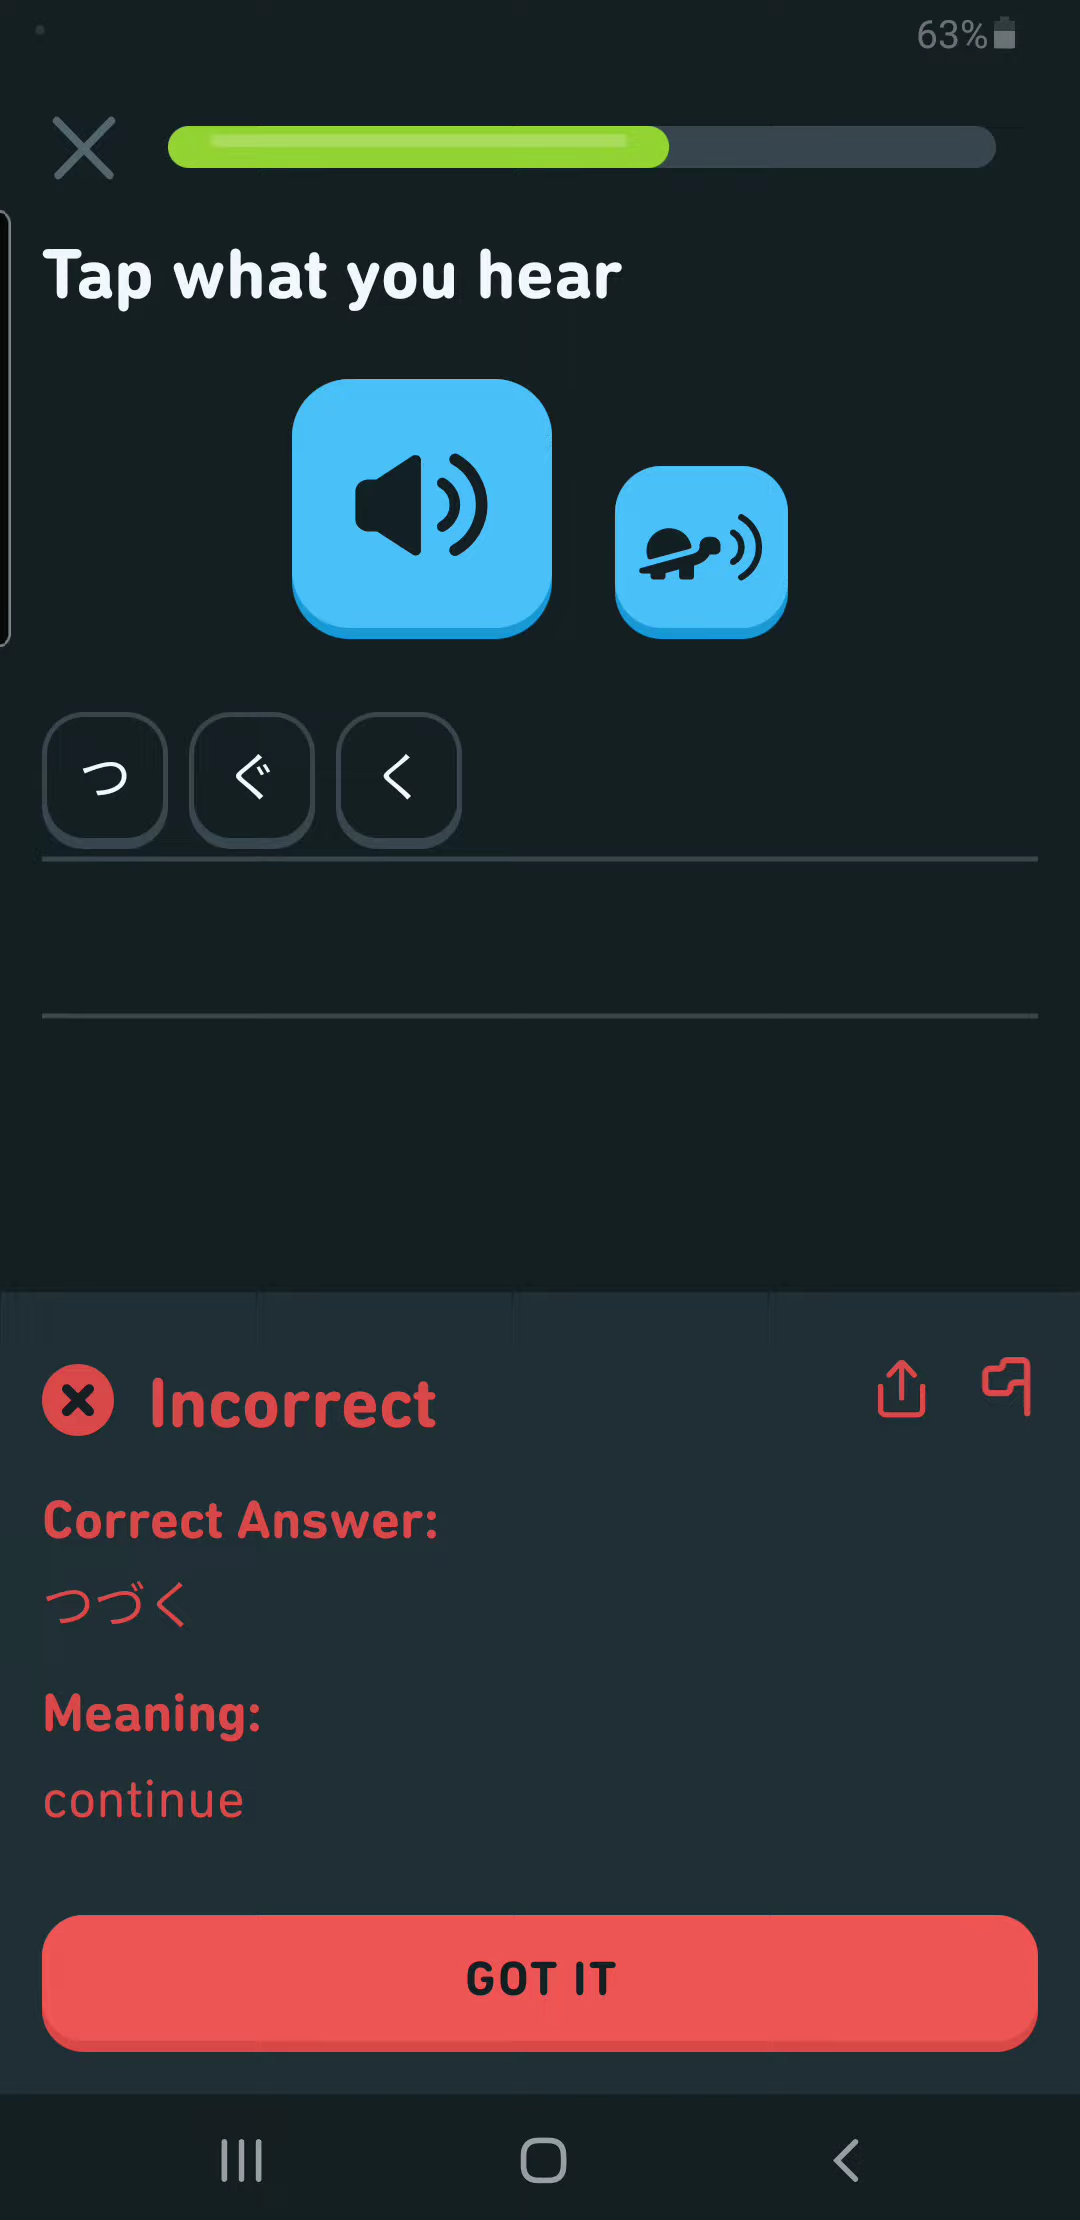 63%
Tap what you hear
つ ぐ く
Incorrect
Correct Answer:
つづく
Meaning:
continue
GOT IT